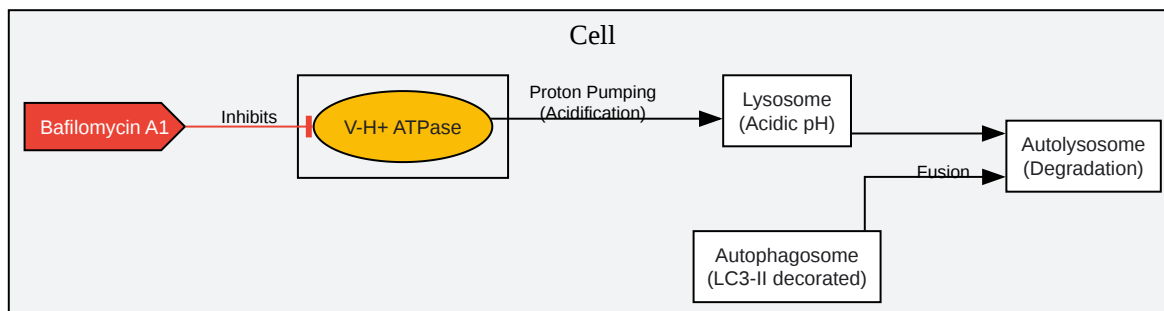 Cell
Bafilomycin A1
Inhibits
V-H+ ATPase
Proton Pumping
(Acidification)
Lysosome
(Acidic pH)
Autolysosome
(Degradation)
Fusion
Autophagosome
(LC3-II decorated)